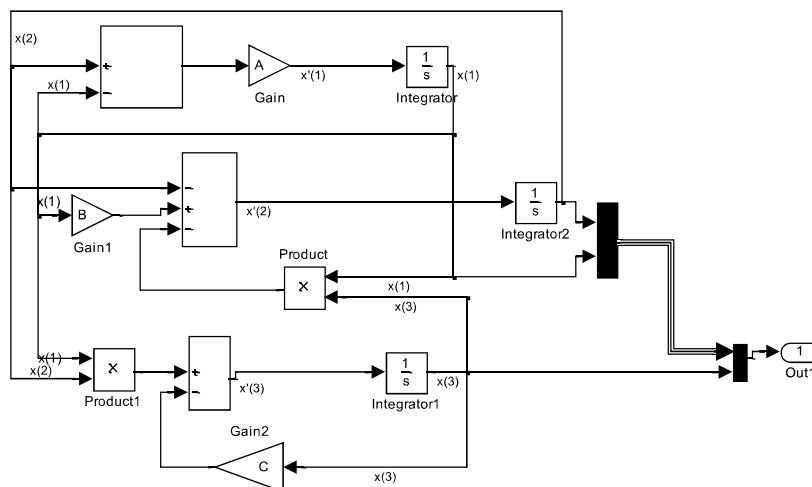 x(2)
+
x(1)
−
A
Gain
x'(1)
1
s
Integrator
x(1)
x(1)
B
Gain1
−
+
−
x'(2)
1
s
Integrator2
Product
×
x(1)
x(3)
x(1)
x(2)
×
Product1
+
−
x'(3)
1
s
Integrator1
x(3)
1
Out1
Gain2
C
x(3)